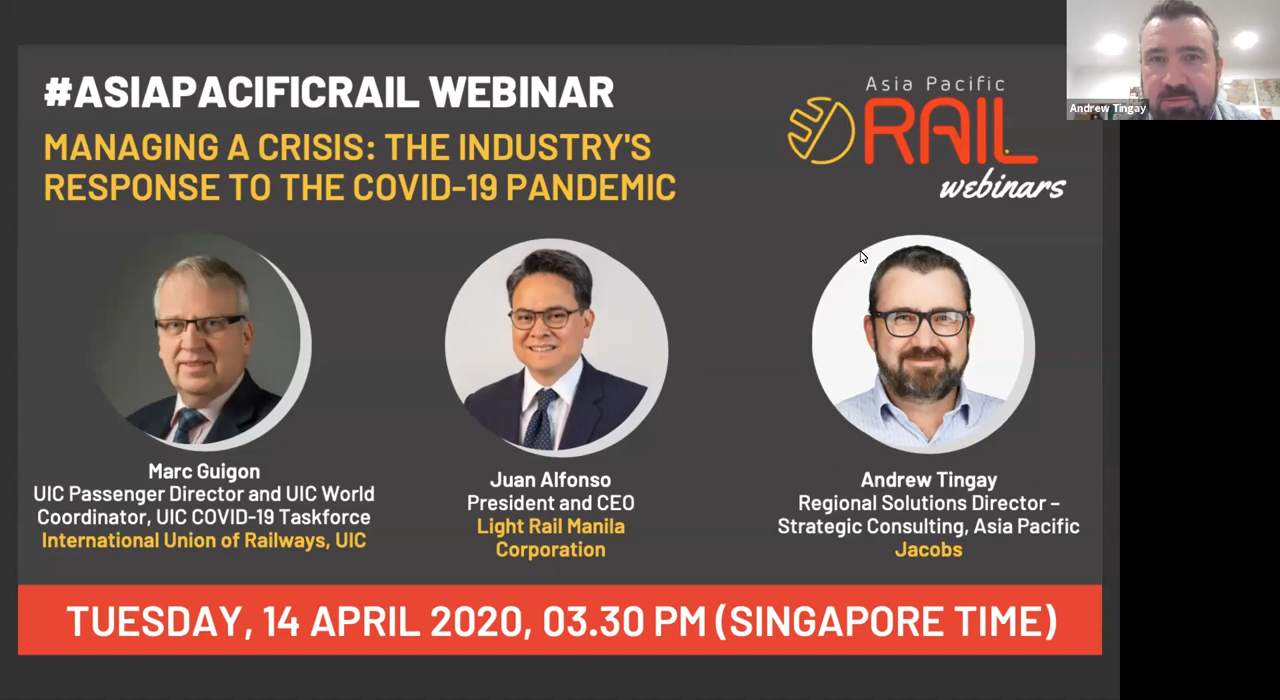 #ASIAPACIFICRAIL WEBINAR
MANAGING A CRISIS: THE INDUSTRY'S
RESPONSE TO THE COVID-19 PANDEMIC
Asia Pacific
RAIL
webinars
Andrew Tingay
Marc Guigon
UIC Passenger Director and UIC World
Coordinator, UIC COVID-19 Taskforce
International Union of Railways, UIC
Juan Alfonso
President and CEO
Light Rail Manila
Corporation
Andrew Tingay
Regional Solutions Director –
Strategic Consulting, Asia Pacific
Jacobs
TUESDAY, 14 APRIL 2020, 03.30 PM (SINGAPORE TIME)